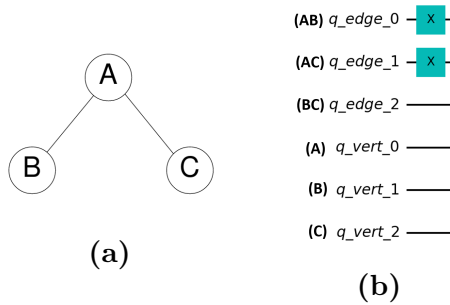 A
B
C
(a)
(AB) q_edge_0 X
(AC) q_edge_1 X
(BC) q_edge_2
(A) q_vert_0
(B) q_vert_1
(C) q_vert_2
(b)